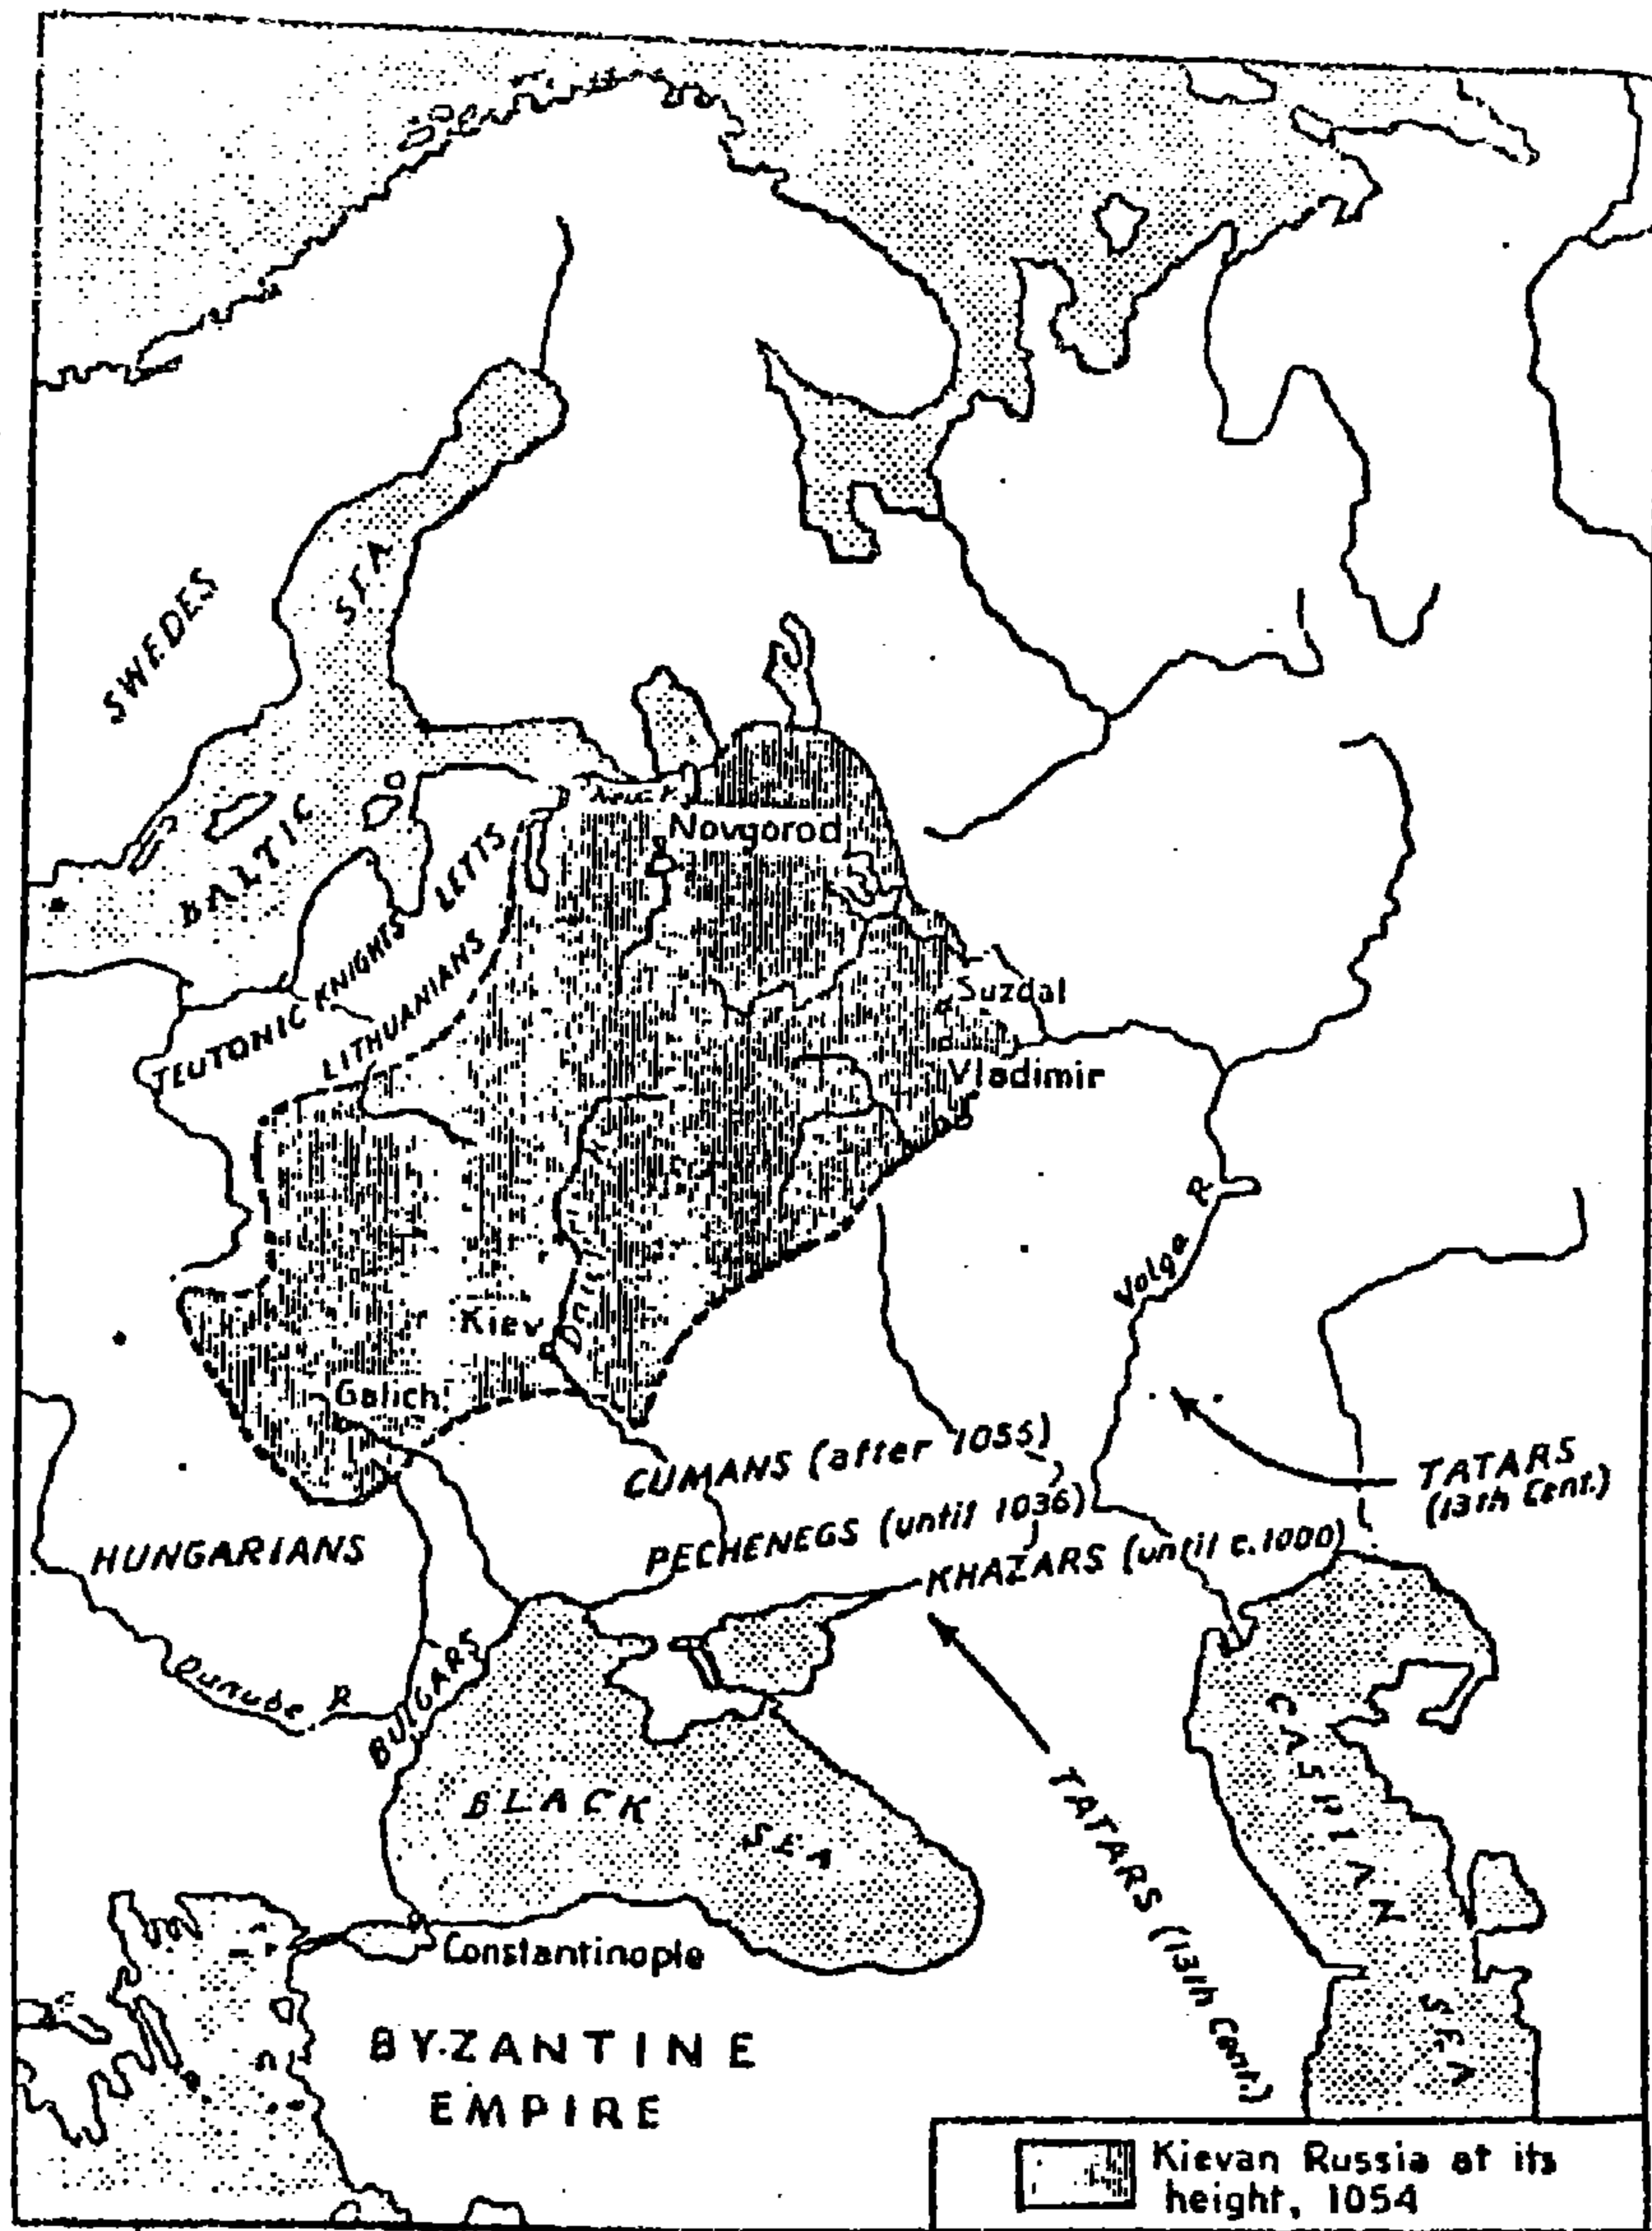 SWEDES
BALTIC SEA
Novgorod
LETTS
TEUTONIC KNIGHTS
LITHUANIANS
Suzdal
Vladimir
Volga R
Kiev
Galich
CUMANS (after 1055)
PECHENEGS (until 1036)
KHAZARS (until c.1000)
TATARS
(13th Cent.)
HUNGARIANS
Danube R
BULGARS
BLACK SEA
CASPIAN SEA
TATARS (13th Cent.)
Constantinople
BYZANTINE
EMPIRE
Kievan Russia at its
height, 1054